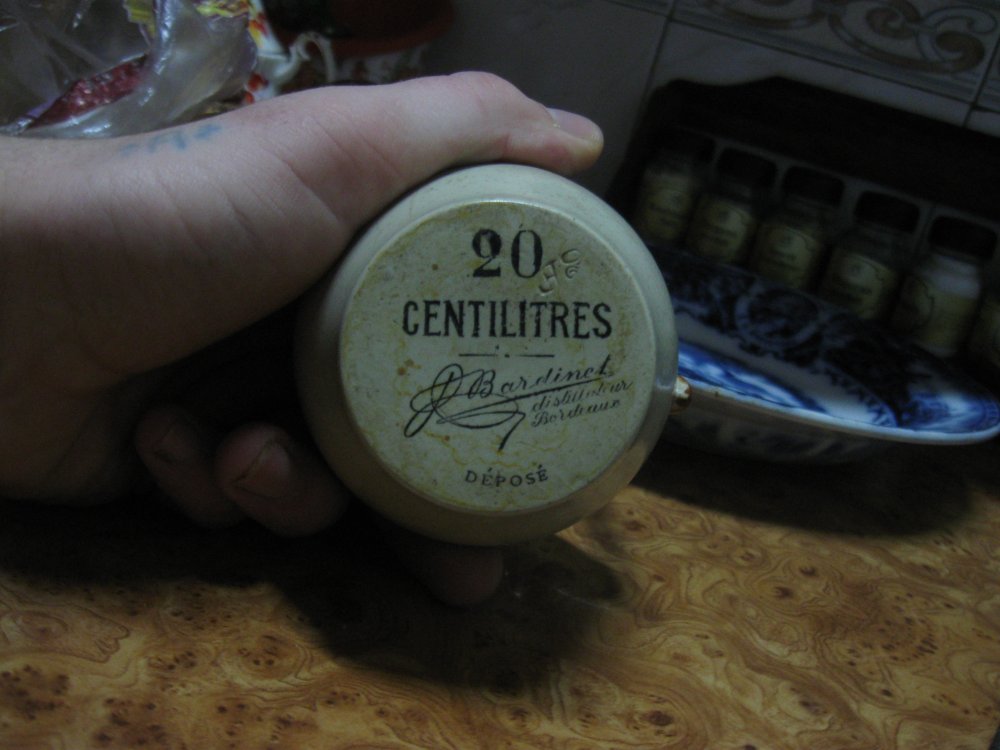 20
CENTILITRES
Bardinet
distillateur
Bordeaux
DÉPOSÉ